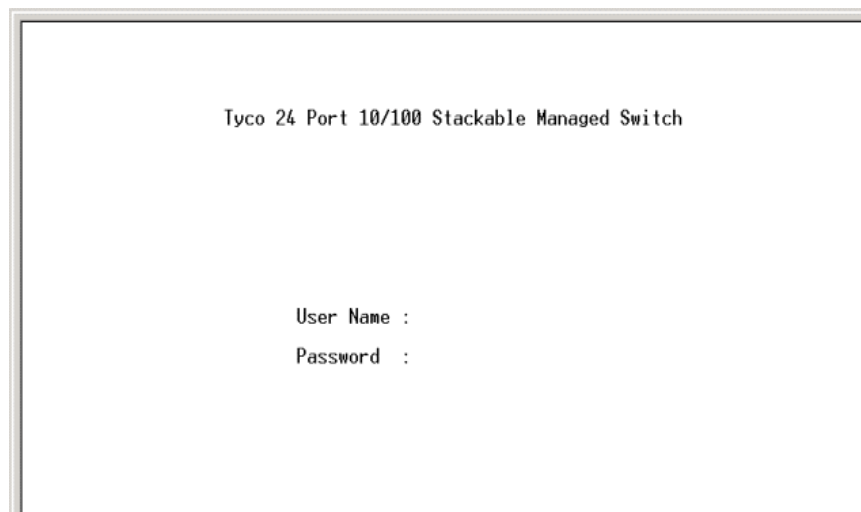 Tyco 24 Port 10/100 Stackable Managed Switch
User Name :
Password  :